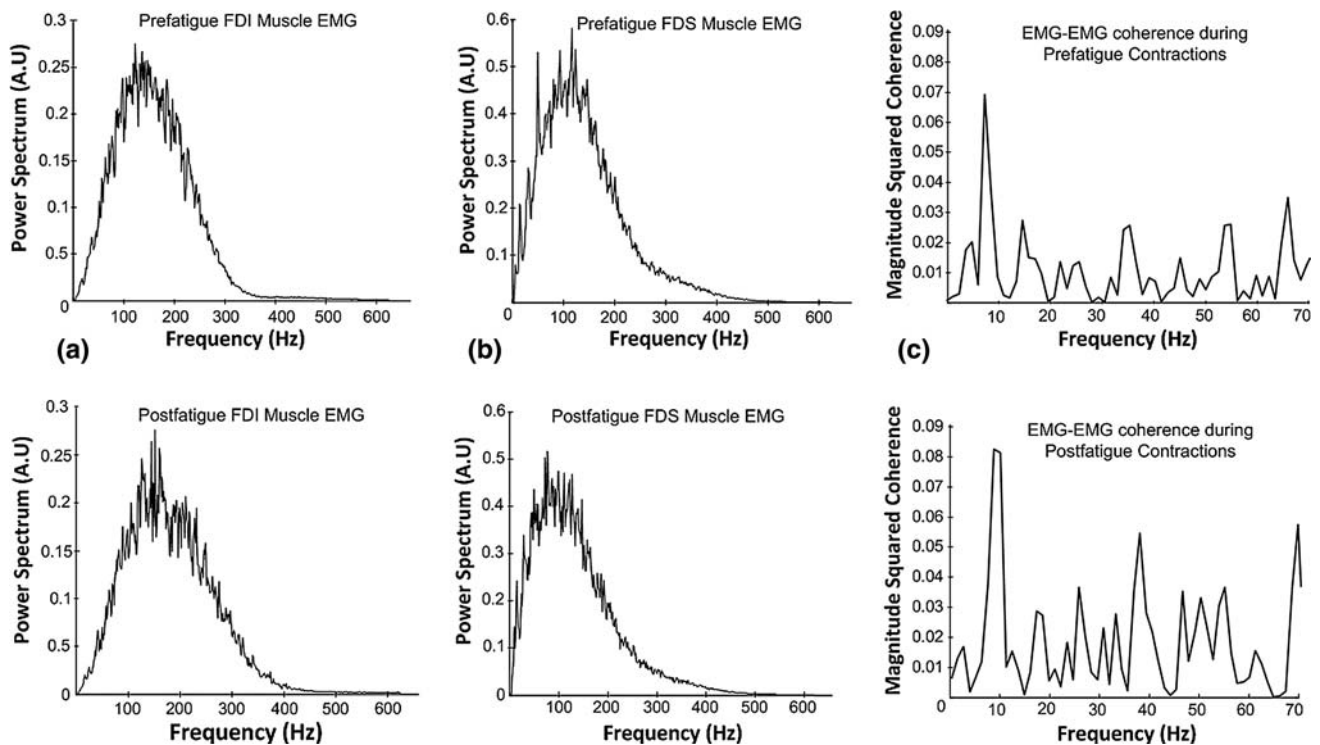 Prefatigue FDI Muscle EMG
Power Spectrum (A.U)
0.3
0.25
0.2
0.15
0.1
0.5
0
100 200 300 400 500 600
Frequency (Hz)
(a)
Prefatigue FDS Muscle EMG
Power Spectrum (A.U)
0.6
0.5
0.4
0.3
0.2
0.1
0
0 100 200 300 400 500 600
Frequency (Hz)
(b)
EMG-EMG coherence during
Prefatigue Contractions
Magnitude Squared Coherence
0.09
0.08
0.07
0.06
0.05
0.04
0.03
0.02
0.01
10 20 30 40 50 60 70
Frequency (Hz)
(c)
Postfatigue FDI Muscle EMG
Power Spectrum (A.U)
0.3
0.25
0.2
0.15
0.1
0.5
0
100 200 300 400 500 600
Frequency (Hz)
Postfatigue FDS Muscle EMG
Power Spectrum (A.U)
0.6
0.5
0.4
0.3
0.2
0.1
0
100 200 300 400 500 600
Frequency (Hz)
EMG-EMG coherence during
Postfatigue Contractions
Magnitude Squared Coherence
0.09
0.08
0.07
0.06
0.05
0.04
0.03
0.02
0.01
10 20 30 40 50 60 70
Frequency (Hz)